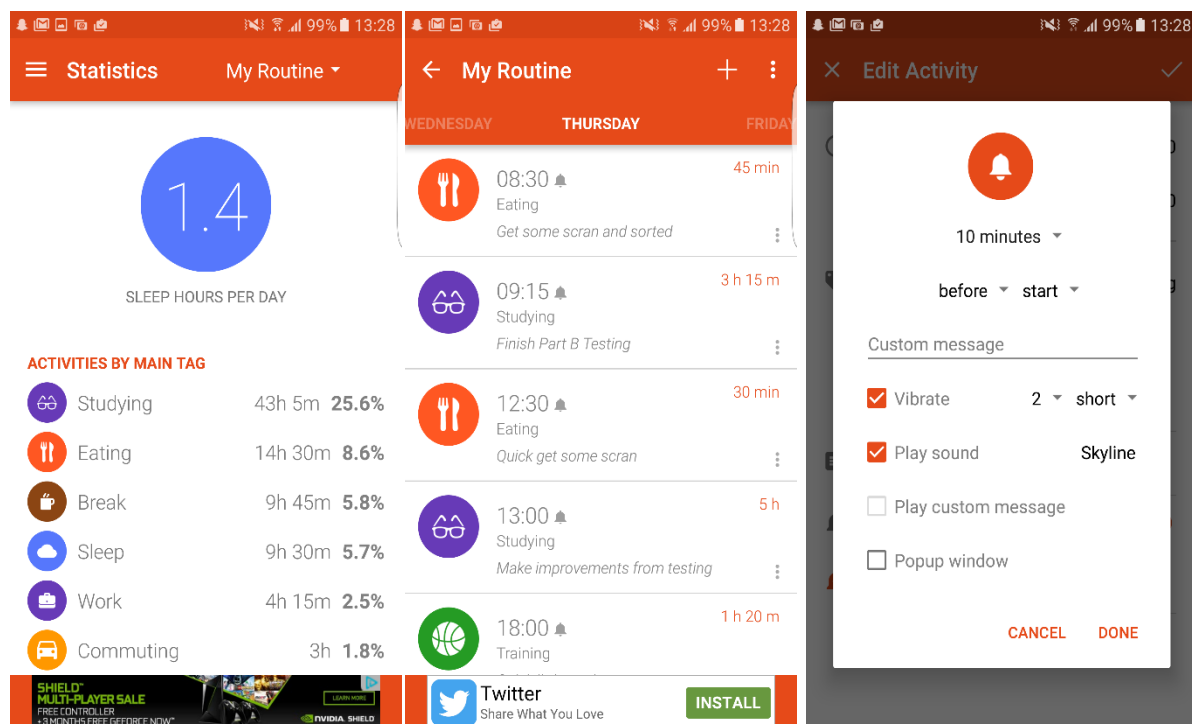 99% 13:28
Statistics My Routine
1.4
SLEEP HOURS PER DAY
ACTIVITIES BY MAIN TAG
Studying 43h 5m 25.6%
Eating 14h 30m 8.6%
Break 9h 45m 5.8%
Sleep 9h 30m 5.7%
Work 4h 15m 2.5%
Commuting 3h 1.8%
SHIELD™
MULTI-PLAYER SALE
FREE CONTROLLER
+3 MONTHS FREE GEFORCE NOW™
LEARN MORE
NVIDIA SHIELD
99% 13:28
My Routine
WEDNESDAY THURSDAY FRIDAY
45 min
08:30
Eating
Get some scran and sorted
3 h 15 m
09:15
Studying
Finish Part B Testing
30 min
12:30
Eating
Quick get some scran
5 h
13:00
Studying
Make improvements from testing
1 h 20 m
18:00
Training
Twitter
Share What You Love
INSTALL
99% 13:28
Edit Activity
10 minutes
before start
Custom message
Vibrate 2 short
Play sound Skyline
Play custom message
Popup window
CANCEL DONE